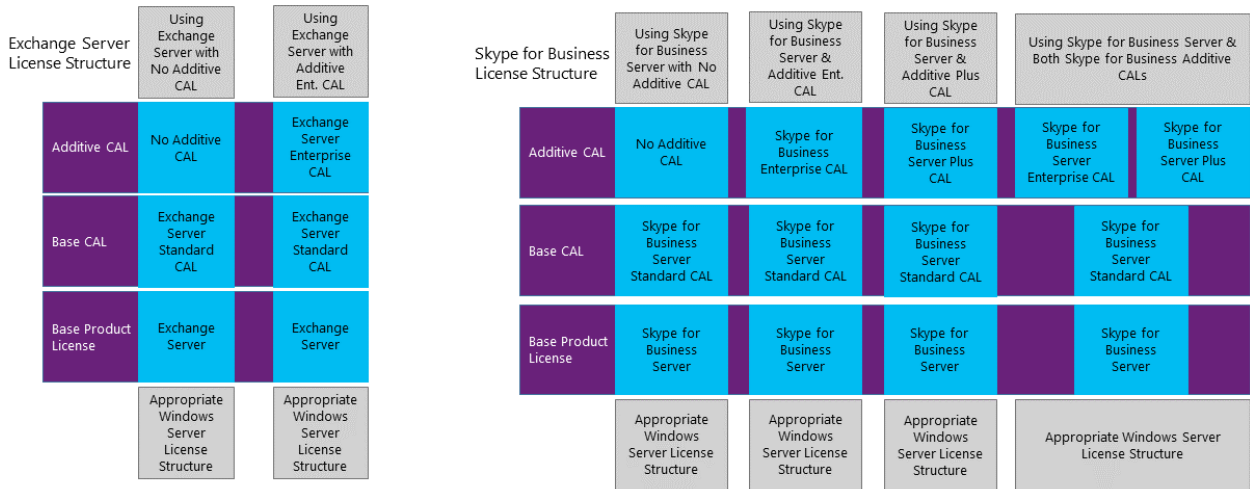 Exchange Server
License Structure
Using
Exchange
Server with
No Additive
CAL
Using
Exchange
Server with
Additive
Ent. CAL
Additive CAL
No Additive
CAL
Exchange
Server
Enterprise
CAL
Base CAL
Exchange
Server
Standard
CAL
Exchange
Server
Standard
CAL
Base Product
License
Exchange
Server
Exchange
Server
Appropriate
Windows
Server
License
Structure
Appropriate
Windows
Server
License
Structure
Skype for Business
License Structure
Using Skype
for Business
Server with No
Additive CAL
Using Skype
for Business
Server &
Additive Ent.
CAL
Using Skype
for Business
Server &
Additive Plus
CAL
Using Skype for Business Server &
Both Skype for Business Additive
CALs
Additive CAL
No Additive
CAL
Skype for
Business
Enterprise CAL
Skype for
Business
Server Plus
CAL
Skype for
Business
Server
Enterprise CAL
Skype for
Business
Server Plus
CAL
Base CAL
Skype for
Business
Server
Standard CAL
Skype for
Business
Server
Standard CAL
Skype for
Business
Server
Standard CAL
Skype for
Business
Server
Standard CAL
Base Product
License
Skype for
Business
Server
Skype for
Business
Server
Skype for
Business
Server
Skype for
Business
Server
Appropriate
Windows
Server License
Structure
Appropriate
Windows
Server License
Structure
Appropriate
Windows
Server License
Structure
Appropriate Windows Server
License Structure